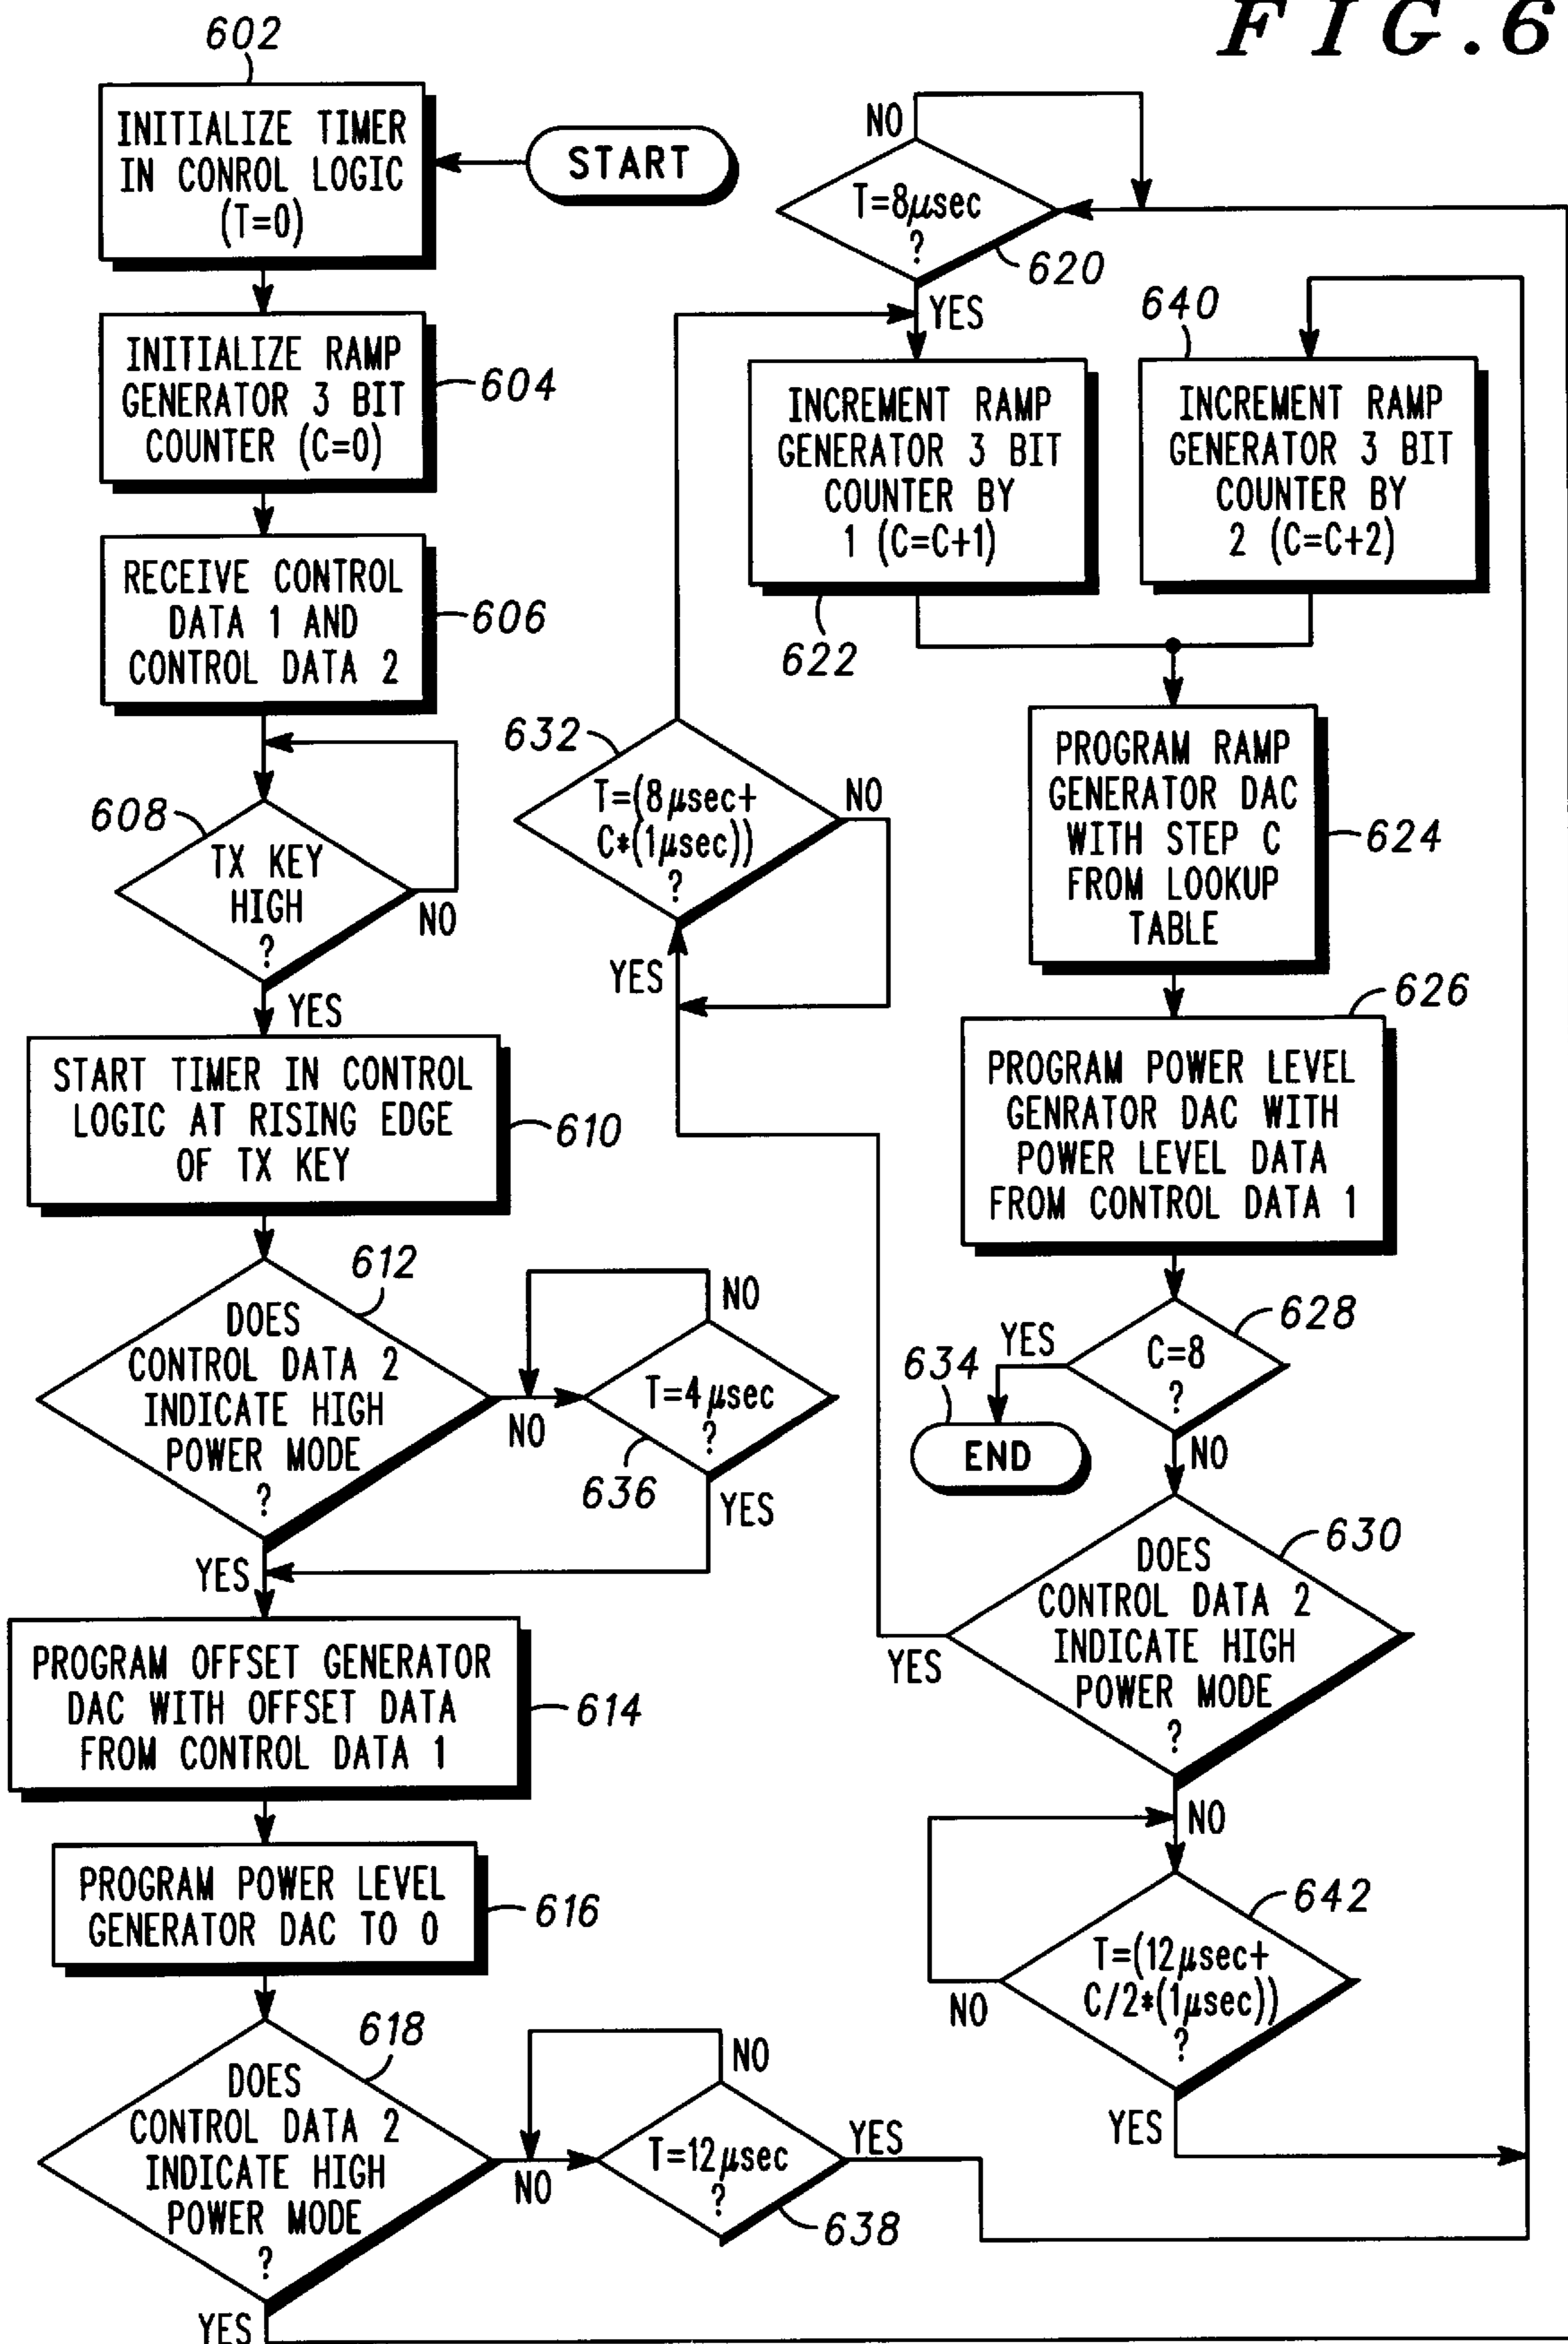 FIG.6
602
INITIALIZE TIMER
IN CONROL LOGIC
(T=0)
START
INITIALIZE RAMP
GENERATOR 3 BIT
COUNTER (C=0)
604
RECEIVE CONTROL
DATA 1 AND
CONTROL DATA 2
606
608
TX KEY
HIGH
?
NO
YES
START TIMER IN CONTROL
LOGIC AT RISING EDGE
OF TX KEY
610
612
DOES
CONTROL DATA 2
INDICATE HIGH
POWER MODE
?
NO
YES
NO
T=4μsec
?
636
YES
PROGRAM OFFSET GENERATOR
DAC WITH OFFSET DATA
FROM CONTROL DATA 1
614
PROGRAM POWER LEVEL
GENERATOR DAC TO 0
616
618
DOES
CONTROL DATA 2
INDICATE HIGH
POWER MODE
?
NO
YES
NO
T=12μsec
?
YES
638
NO
T=8μsec
?
620
YES
INCREMENT RAMP
GENERATOR 3 BIT
COUNTER BY
1 (C=C+1)
622
640
INCREMENT RAMP
GENERATOR 3 BIT
COUNTER BY
2 (C=C+2)
632
T=(8μsec+
C*(1μsec))
?
NO
YES
PROGRAM RAMP
GENERATOR DAC
WITH STEP C
FROM LOOKUP
TABLE
624
626
PROGRAM POWER LEVEL
GENRATOR DAC WITH
POWER LEVEL DATA
FROM CONTROL DATA 1
628
C=8
?
YES
634
END
NO
630
DOES
CONTROL DATA 2
INDICATE HIGH
POWER MODE
?
YES
NO
642
T=(12μsec+
C/2*(1μsec))
?
NO
YES